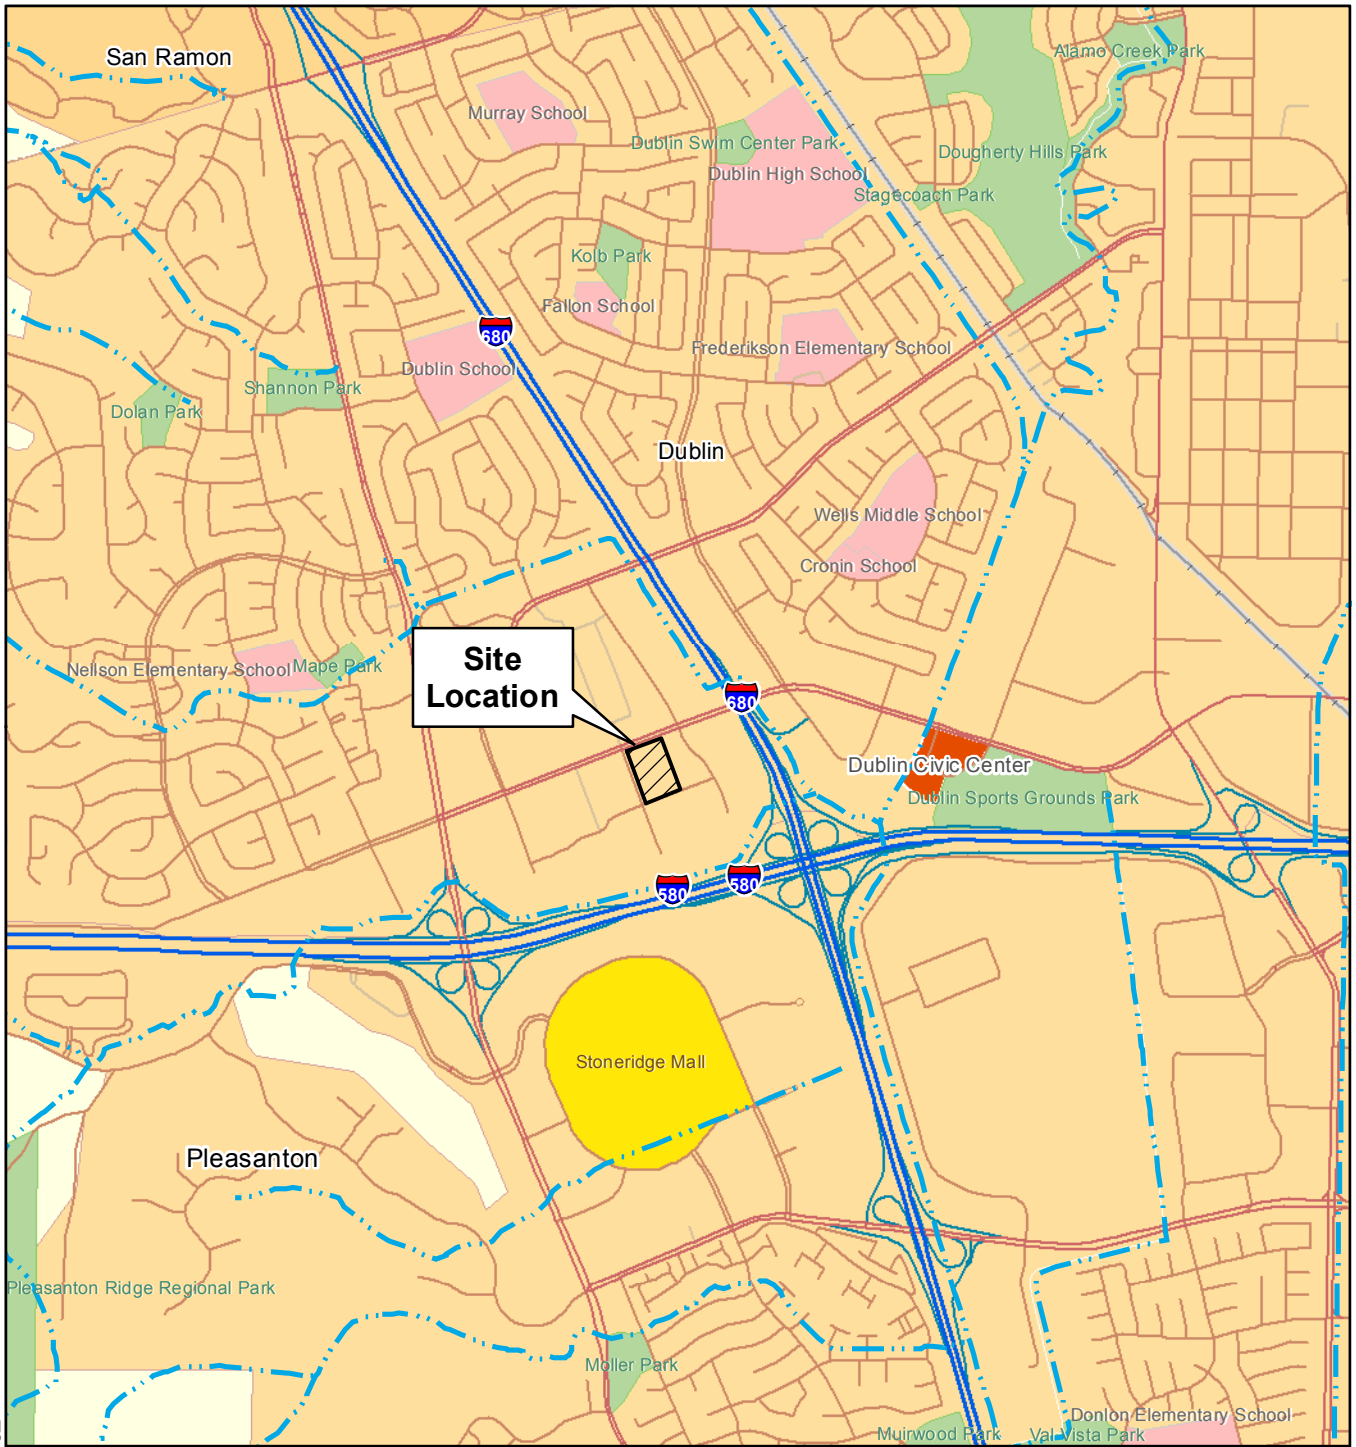 San Ramon
Alamo Creek Park
Murray School
Dublin Swim Center Park
Dougherty Hills Park
Dublin High School
Stagecoach Park
Kolb Park
Fallon School
680
Frederikson Elementary School
Dublin School
Shannon Park
Dolan Park
Dublin
Wells Middle School
Cronin School
Site
Location
Neilson Elementary School
Mape Park
680
Dublin Civic Center
Dublin Sports Grounds Park
580
580
Stoneridge Mall
Pleasanton
Pleasanton Ridge Regional Park
Moller Park
Donlon Elementary School
Muirwood Park
Val Vista Park